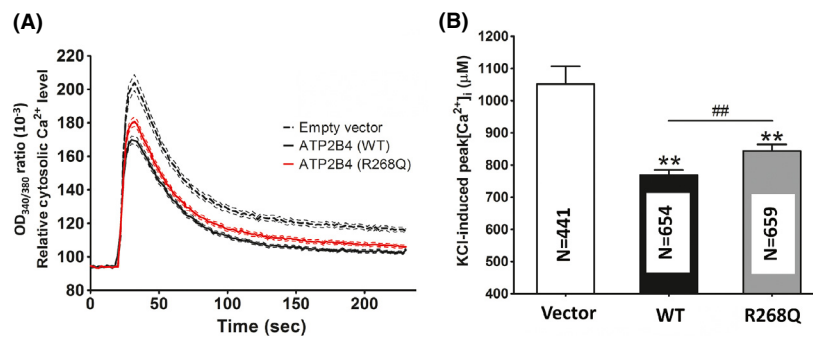 (A)
220
200
180
160
140
120
100
80
OD340/380 ratio (10-3)
Relative cytosolic Ca2+ level
Empty vector
ATP2B4 (WT)
ATP2B4 (R268Q)
0
50
100
150
200
Time (sec)
(B)
1200
1100
1000
900
800
700
600
500
400
KCl-induced peak[Ca2+]i (μM)
##
**
**
N=441
N=654
N=659
Vector
WT
R268Q